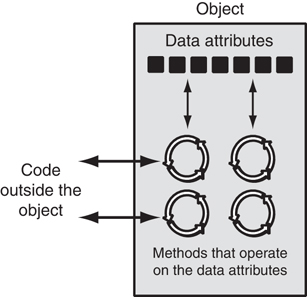 Object
Data attributes
Code
outside the
object
Methods that operate
on the data attributes